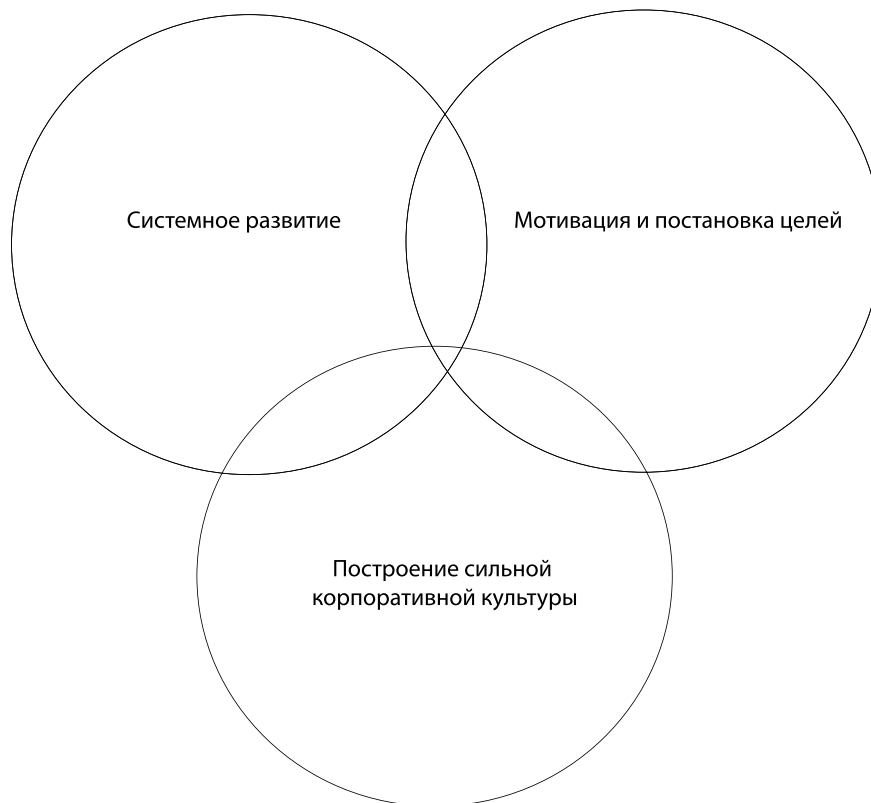 Системное развитие
Мотивация и постановка целей
Построение сильной
корпоративной культуры